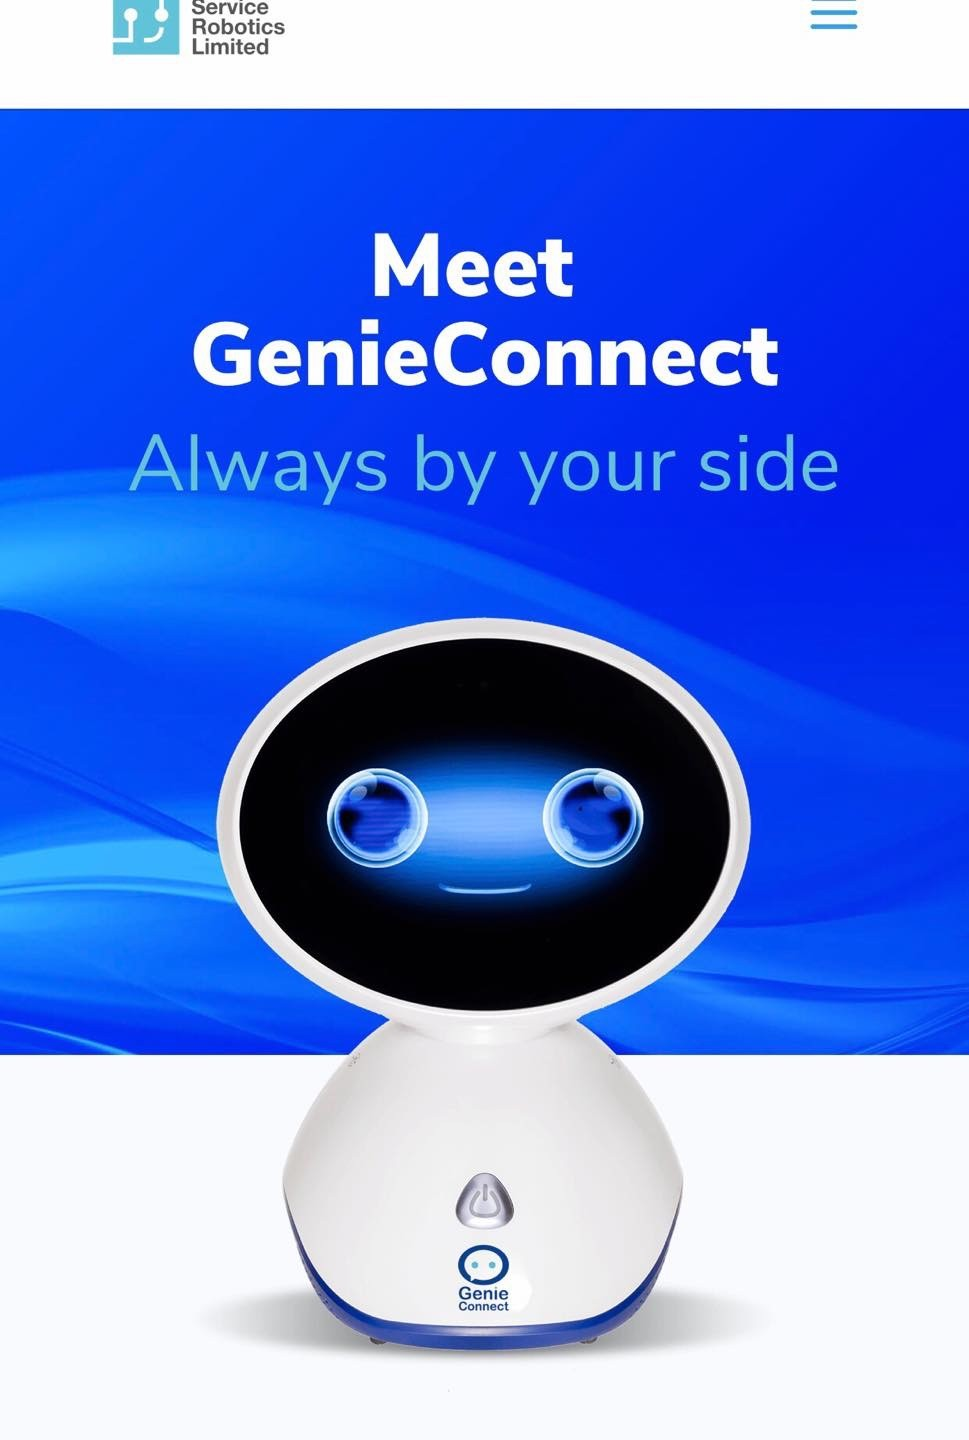 Service
Robotics
Limited
Meet
GenieConnect
Always by your side
Genie
Connect